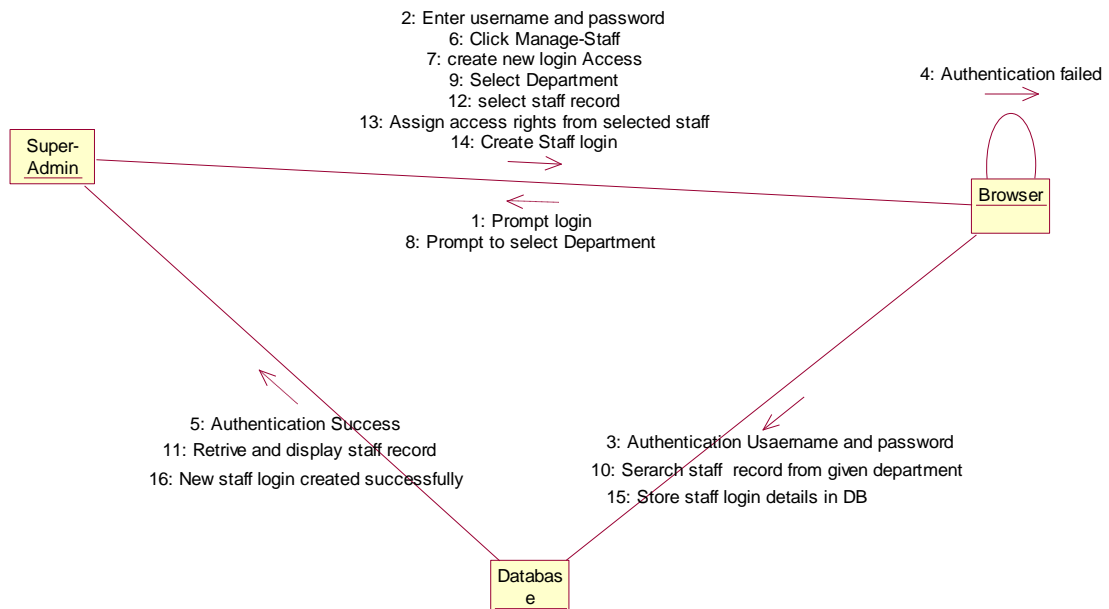 2: Enter username and password
6: Click Manage-Staff
7: create new login Access
9: Select Department
12: select staff record
13: Assign access rights from selected staff
14: Create Staff login
4: Authentication failed
Super-
Admin
Browser
1: Prompt login
8: Prompt to select Department
5: Authentication Success
11: Retrive and display staff record
16: New staff login created successfully
3: Authentication Usaername and password
10: Serarch staff record from given department
15: Store staff login details in DB
Databas
e